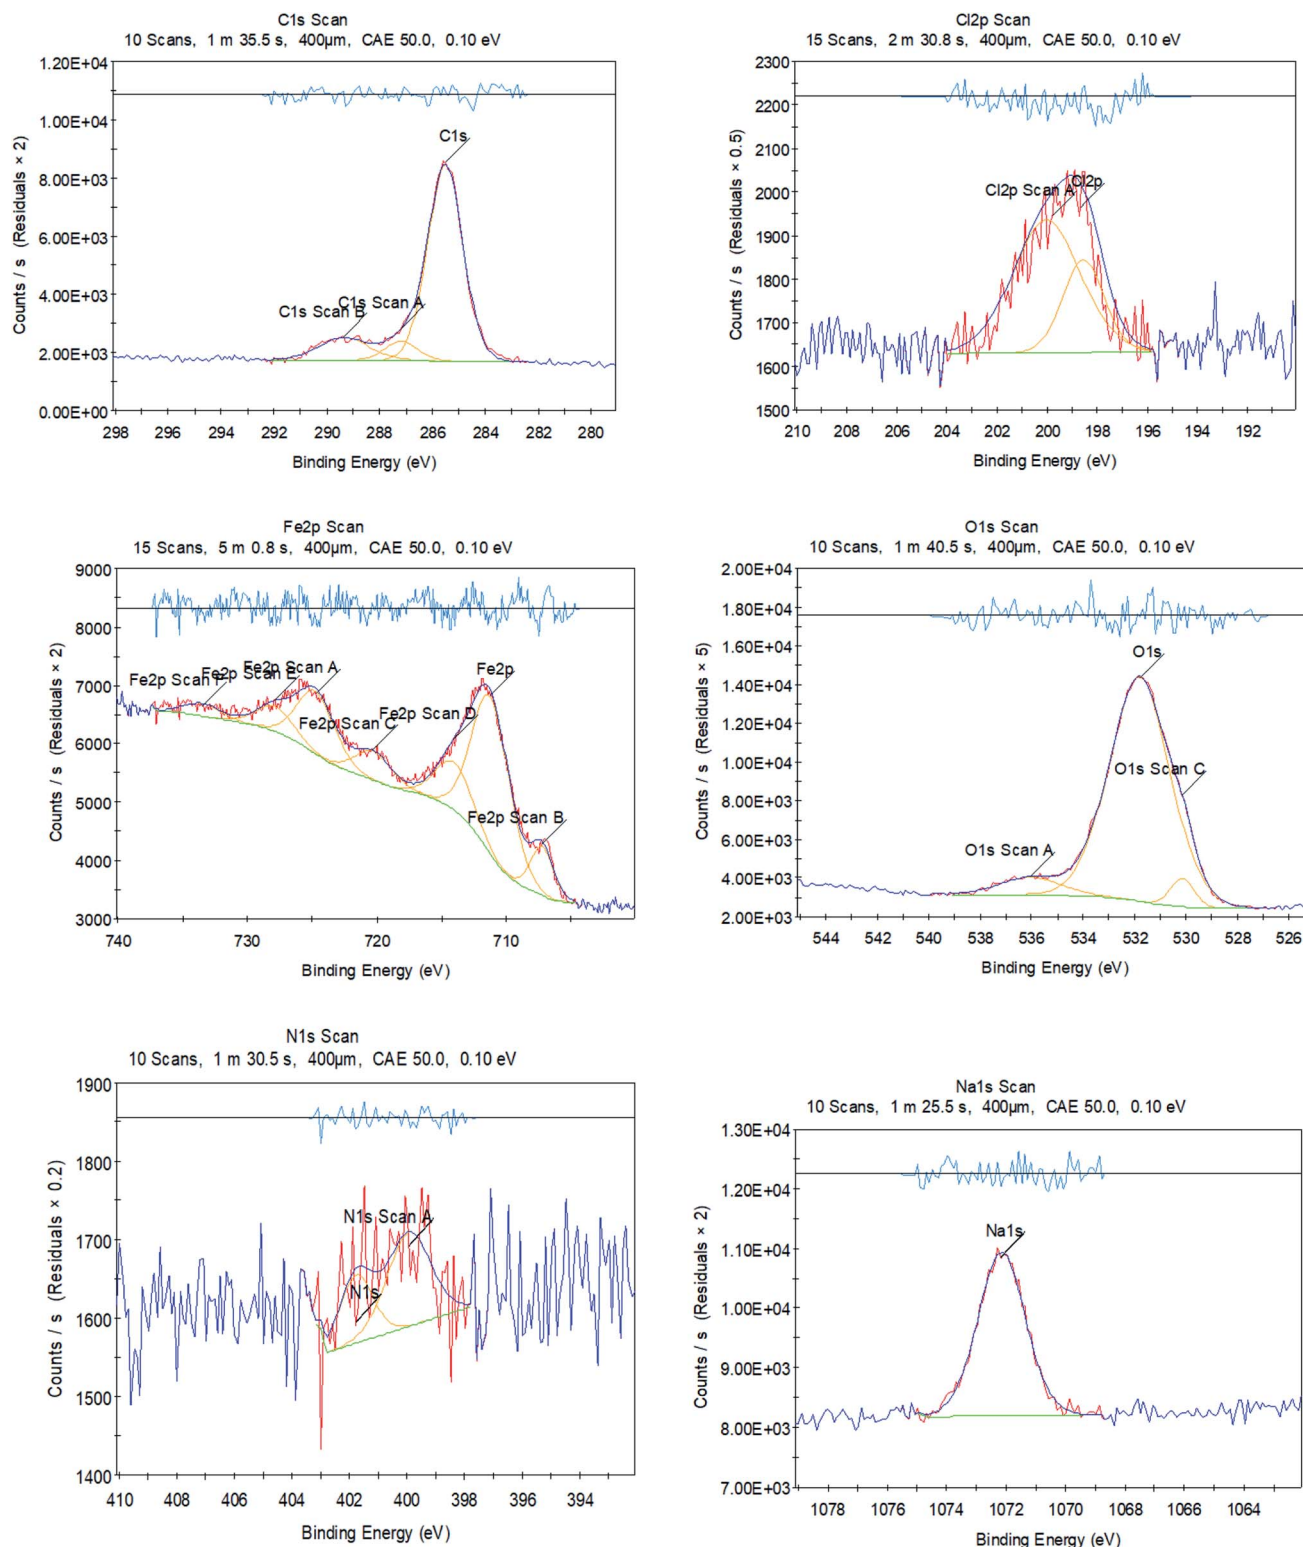 C1s Scan
10 Scans, 1 m 35.5 s, 400µm, CAE 50.0, 0.10 eV
1.20E+04
1.00E+04
8.00E+03
6.00E+03
4.00E+03
2.00E+03
0.00E+00
Counts / s (Residuals × 2)
C1s
C1s Scan A
C1s Scan B
298 296 294 292 290 288 286 284 282 280
Binding Energy (eV)
Cl2p Scan
15 Scans, 2 m 30.8 s, 400µm, CAE 50.0, 0.10 eV
2300
2200
2100
2000
1900
1800
1700
1600
1500
Counts / s (Residuals × 0.5)
Cl2p Scan A
Cl2p
210 208 206 204 202 200 198 196 194 192
Binding Energy (eV)
Fe2p Scan
15 Scans, 5 m 0.8 s, 400µm, CAE 50.0, 0.10 eV
9000
8000
7000
6000
5000
4000
3000
Counts / s (Residuals × 2)
Fe2p Scan F
Fe2p Scan E
Fe2p Scan A
Fe2p
Fe2p Scan C
Fe2p Scan D
Fe2p Scan B
740 730 720 710
Binding Energy (eV)
O1s Scan
10 Scans, 1 m 40.5 s, 400µm, CAE 50.0, 0.10 eV
2.00E+04
1.80E+04
1.60E+04
1.40E+04
1.20E+04
1.00E+04
8.00E+03
6.00E+03
4.00E+03
2.00E+03
Counts / s (Residuals × 5)
O1s
O1s Scan C
O1s Scan A
544 542 540 538 536 534 532 530 528 526
Binding Energy (eV)
N1s Scan
10 Scans, 1 m 30.5 s, 400µm, CAE 50.0, 0.10 eV
1900
1800
1700
1600
1500
1400
Counts / s (Residuals × 0.2)
N1s Scan A
N1s
410 408 406 404 402 400 398 396 394
Binding Energy (eV)
Na1s Scan
10 Scans, 1 m 25.5 s, 400µm, CAE 50.0, 0.10 eV
1.30E+04
1.20E+04
1.10E+04
1.00E+04
9.00E+03
8.00E+03
7.00E+03
Counts / s (Residuals × 2)
Na1s
1078 1076 1074 1072 1070 1068 1066 1064
Binding Energy (eV)